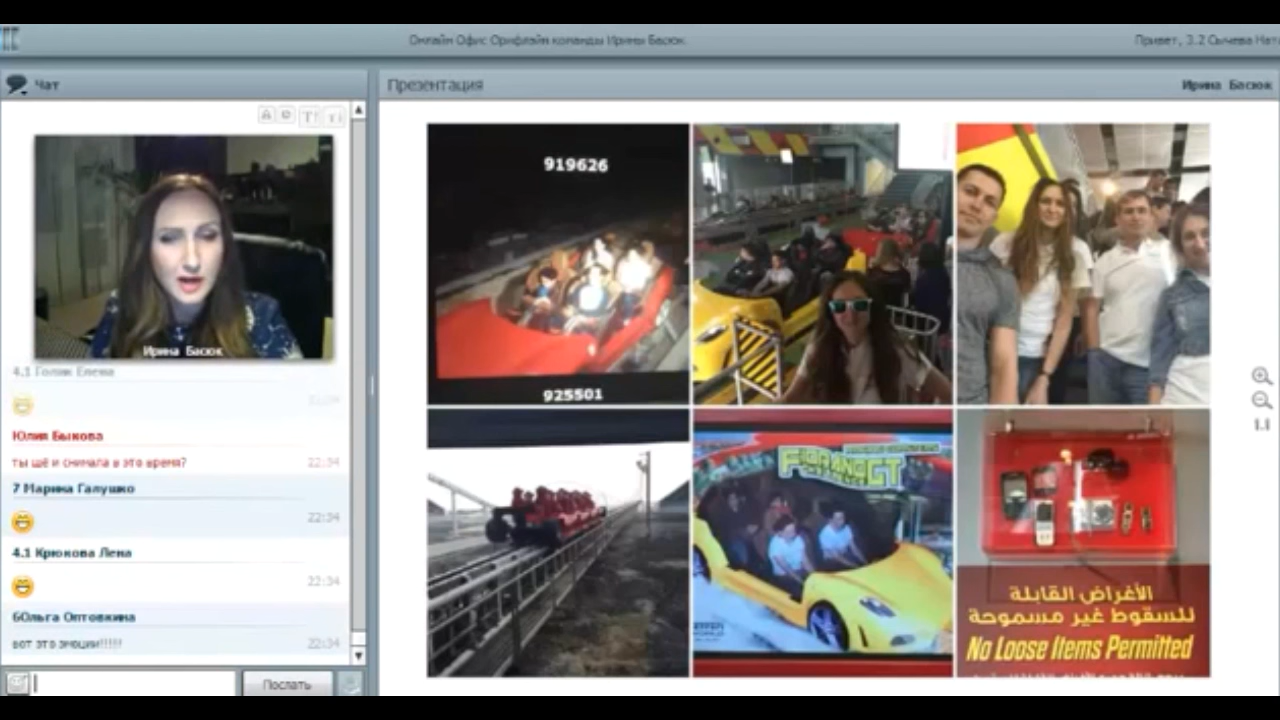 Онлайн Офис Орифлэйм команды Ирины Басюк
Привет, 3.2 Сычева Нат
Чат
Презентация
Ирина Басюк
Ирина Басюк
4.1 Голик Елена
Юлия Быкова
ты щё и снимала в это время?
22:34
7 Марина Галушко
22:34
4.1 Крюкова Лена
22:34
6Ольга Оптовкина
вот это эмоции!!!!!!
22:34
Послать
919626
925501
FIORANO GT
الأغراض القابلة
للسقوط غير مسموحة
No Loose Items Permitted
1:1